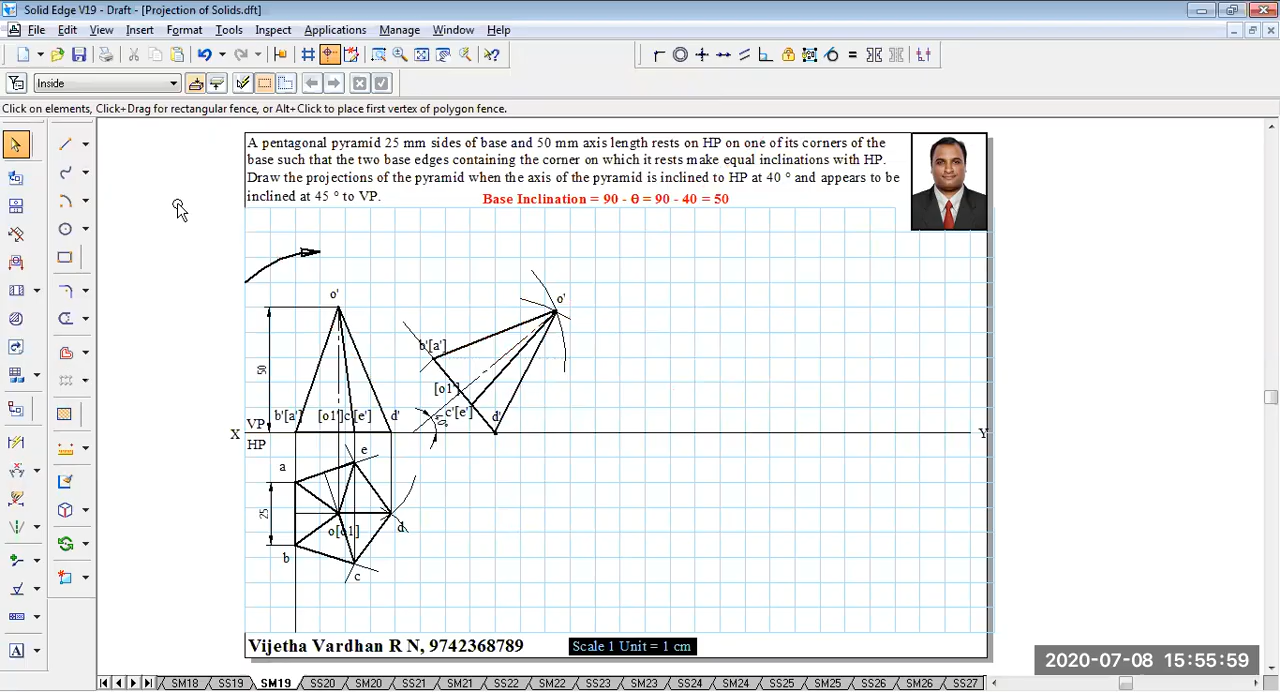 Solid Edge V19 - Draft - [Projection of Solids.dft]
File Edit View Insert Format Tools Inspect Applications Manage Window Help
Inside
Click on elements, Click+Drag for rectangular fence, or Alt+Click to place first vertex of polygon fence.
A pentagonal pyramid 25 mm sides of base and 50 mm axis length rests on HP on one of its corners of the
base such that the two base edges containing the corner on which it rests make equal inclinations with HP.
Draw the projections of the pyramid when the axis of the pyramid is inclined to HP at 40 ° and appears to be
inclined at 45 ° to VP.
Base Inclination = 90 - θ = 90 - 40 = 50
o'
o'
50
b'[a']
[o1']
b'[a'] [o1']c'[e'] d'
c'[e'] d'
VP
X
Y
HP
e
a
25
d
o[o1]
b
c
Vijetha Vardhan R N, 9742368789
Scale 1 Unit = 1 cm
2020-07-08 15:55:59
SM18 SS19 SM19 SS20 SM20 SS21 SM21 SS22 SM22 SS23 SM23 SS24 SM24 SS25 SM25 SS26 SM26 SS27